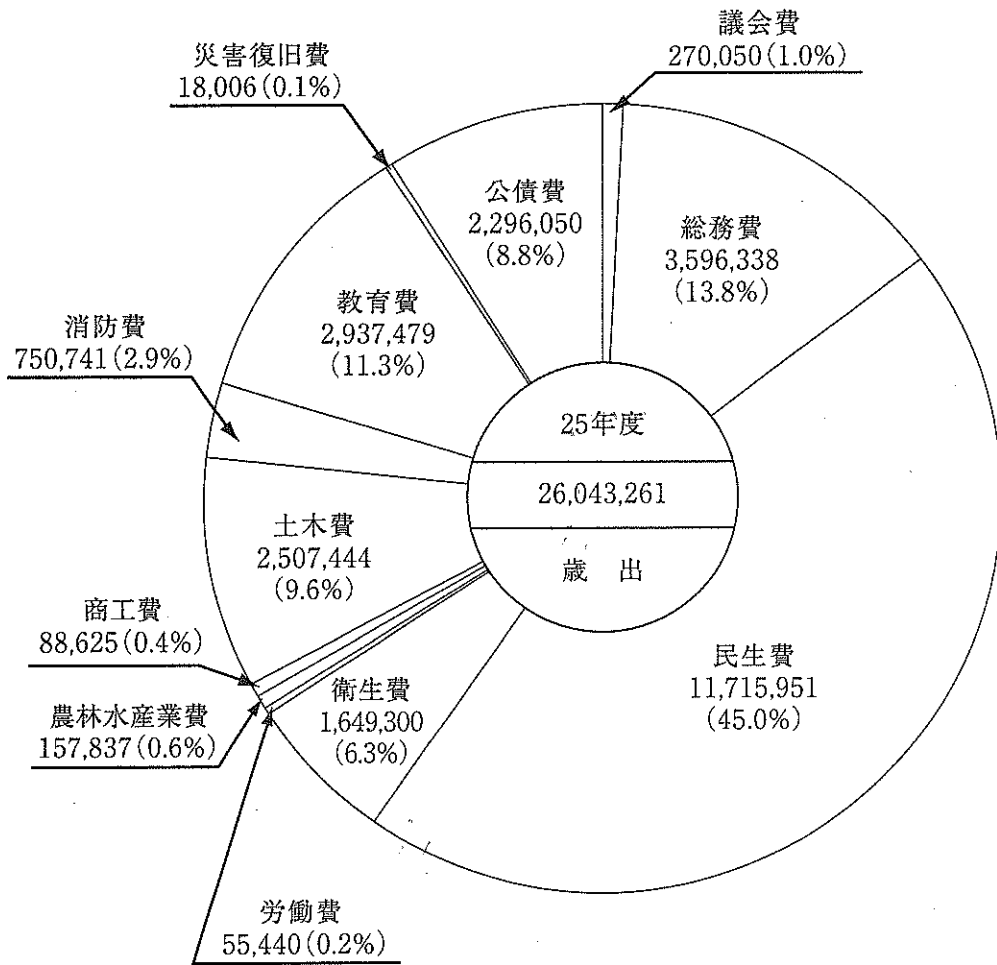 議会費
270,050(1.0%)
総務費
3,596,338
(13.8%)
民生費
11,715,951
(45.0%)
衛生費
1,649,300
(6.3%)
労働費
55,440(0.2%)
農林水産業費
157,837(0.6%)
商工費
88,625(0.4%)
土木費
2,507,444
(9.6%)
消防費
750,741(2.9%)
教育費
2,937,479
(11.3%)
災害復旧費
18,006(0.1%)
公債費
2,296,050
(8.8%)
25年度
26,043,261
歳 出